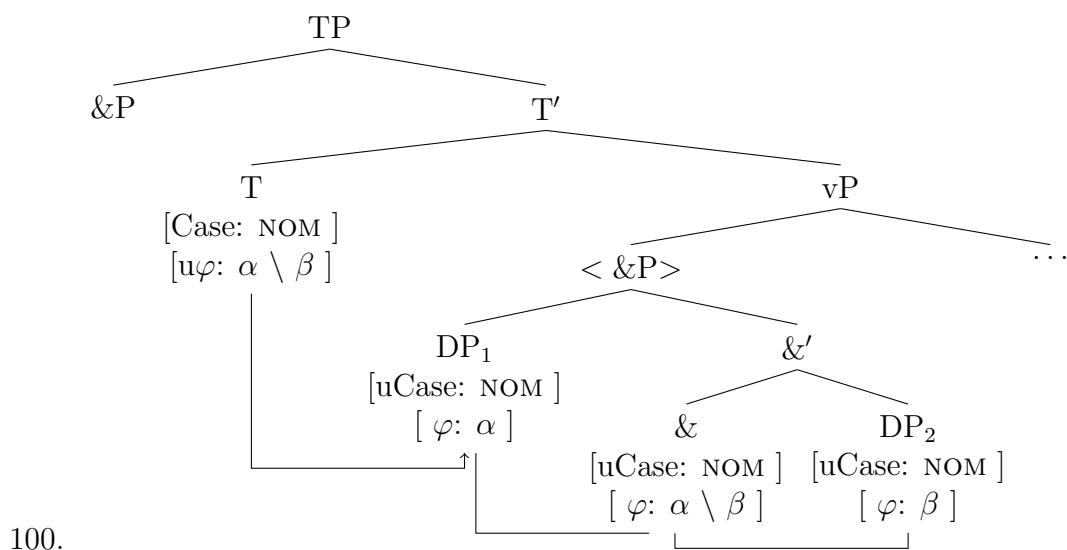 TP
&P T′
T vP
[Case: NOM ]
[uφ: α \ β ]
< &P> …
DP₁ &′
[uCase: NOM ]
[ φ: α ]
& DP₂
[uCase: NOM ] [uCase: NOM ]
[ φ: α \ β ] [ φ: β ]
100.